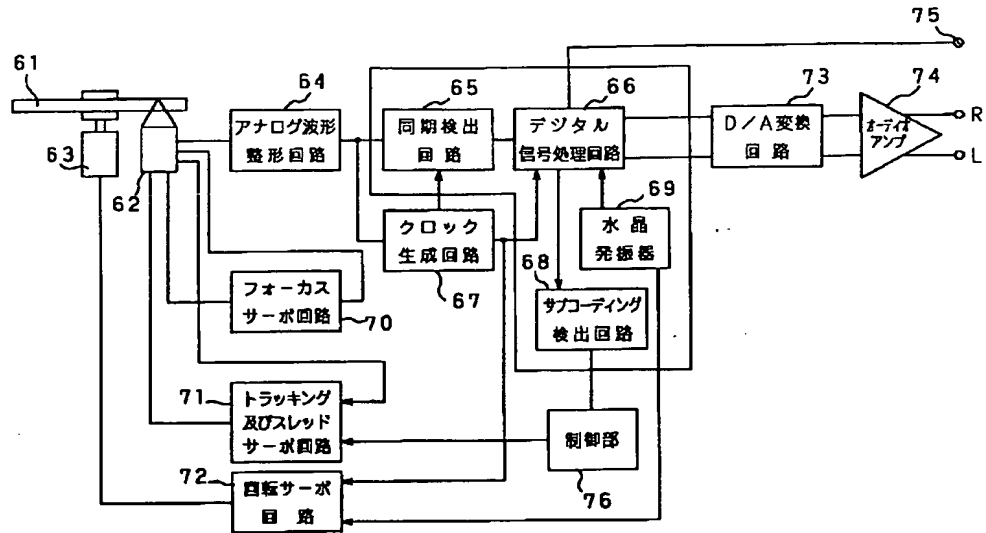 75
61
64
65
66
73
74
アナログ波形
整形回路
同期検出
回路
デジタル
信号処理回路
D/A変換
回路
オーディオ
アンプ
R
L
63
62
69
クロック
生成回路
水晶
発振器
67
68
フォーカス
サーボ回路
70
サブコーディング
検出回路
71
トラッキング
及びスレッド
サーボ回路
制御部
76
72
回転サーボ
回路